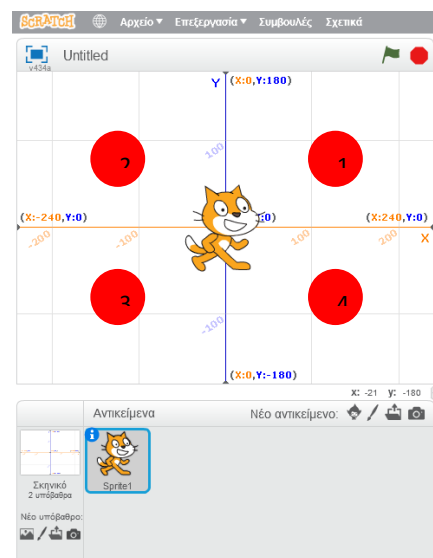 SCRATCH Αρχείο Επεξεργασία Συμβουλές Σχετικά
Untitled
v434a
Y (X:0,Y:180)
2 1
100
(X:-240,Y:0) :0) (X:240,Y:0)
-200 -100 100 200 X
3 4
-100
(X:0,Y:-180)
X: -21 y: -180
Αντικείμενα Νέο αντικείμενο:
Σκηνικό
2 υπόβαθρα
Sprite1
Νέο υπόβαθρο: